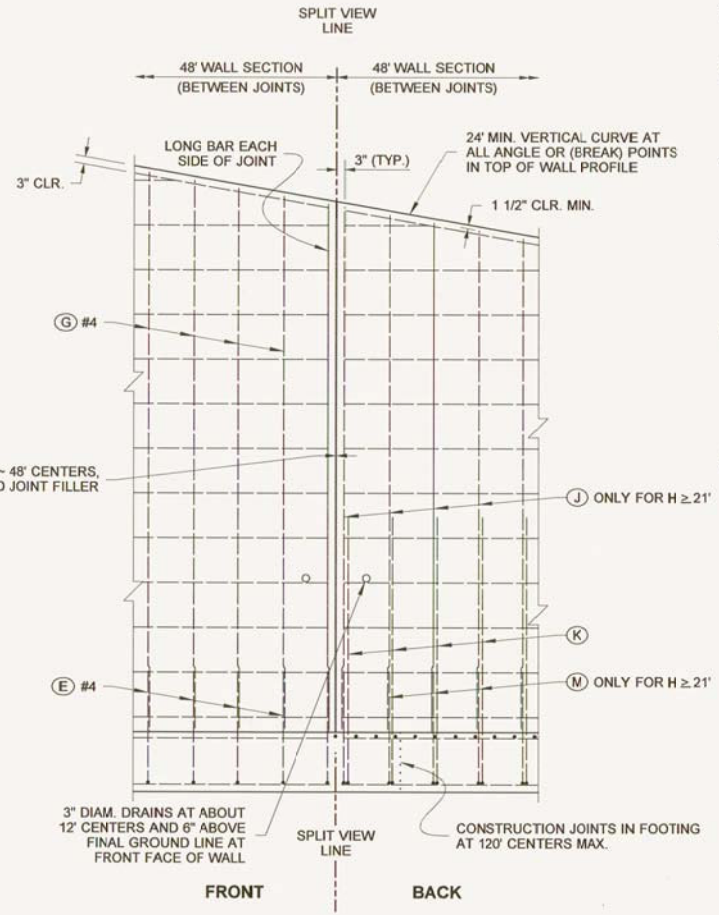 SPLIT VIEW
LINE
48' WALL SECTION
(BETWEEN JOINTS)
48' WALL SECTION
(BETWEEN JOINTS)
LONG BAR EACH
SIDE OF JOINT
3" (TYP.)
24' MIN. VERTICAL CURVE AT
ALL ANGLE OR (BREAK) POINTS
IN TOP OF WALL PROFILE
3" CLR.
1 1/2" CLR. MIN.
G #4
~ 48' CENTERS,
JOINT FILLER
J ONLY FOR H ≥ 21'
K
E #4
M ONLY FOR H ≥ 21'
3" DIAM. DRAINS AT ABOUT
12' CENTERS AND 6" ABOVE
FINAL GROUND LINE AT
FRONT FACE OF WALL
SPLIT VIEW
LINE
CONSTRUCTION JOINTS IN FOOTING
AT 120' CENTERS MAX.
FRONT
BACK